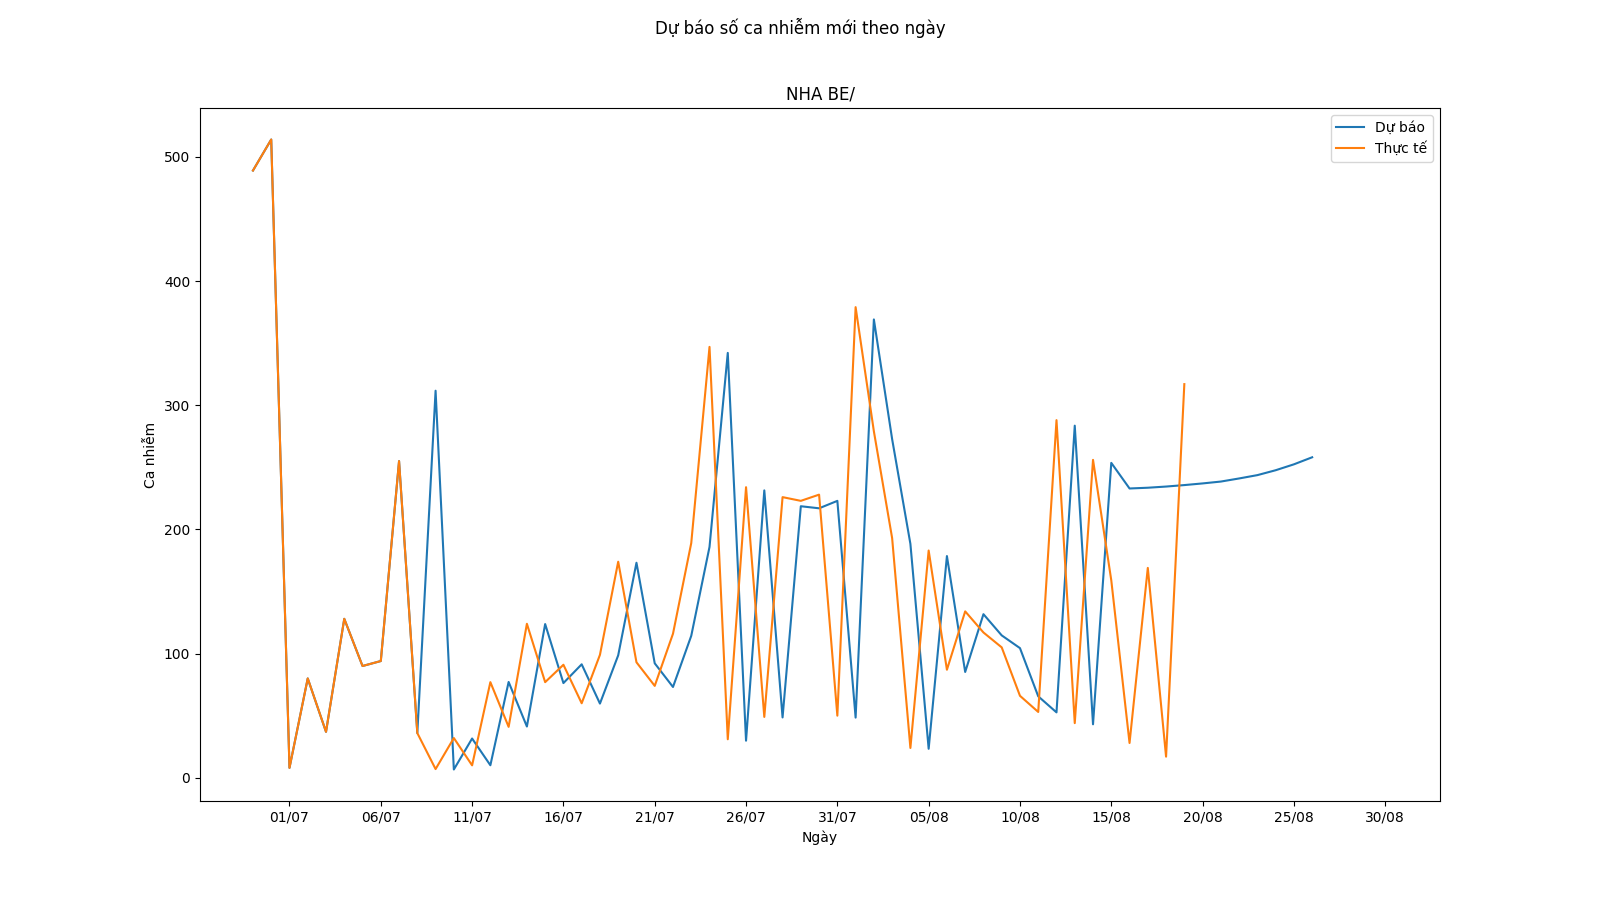 Dự báo số ca nhiễm mới theo ngày
NHA BE/
Dự báo
Thực tế
500
400
300
200
100
0
Ca nhiễm
01/07 06/07 11/07 16/07 21/07 26/07 31/07 05/08 10/08 15/08 20/08 25/08 30/08
Ngày